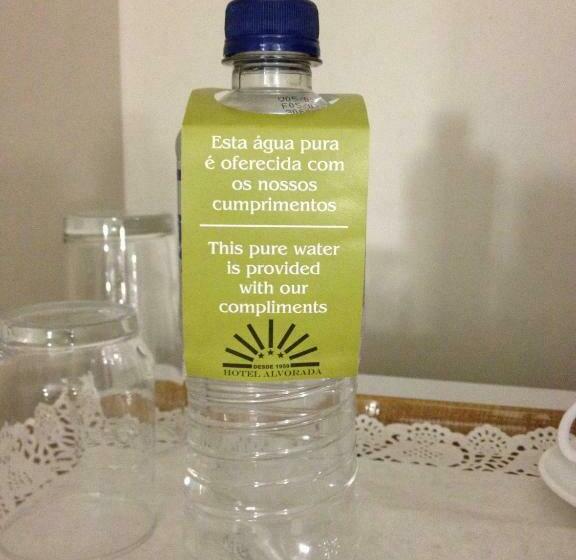 Esta água pura
é oferecida com
os nossos
cumprimentos
This pure water
is provided
with our
compliments
DESDE 1959
HOTEL ALVORADA